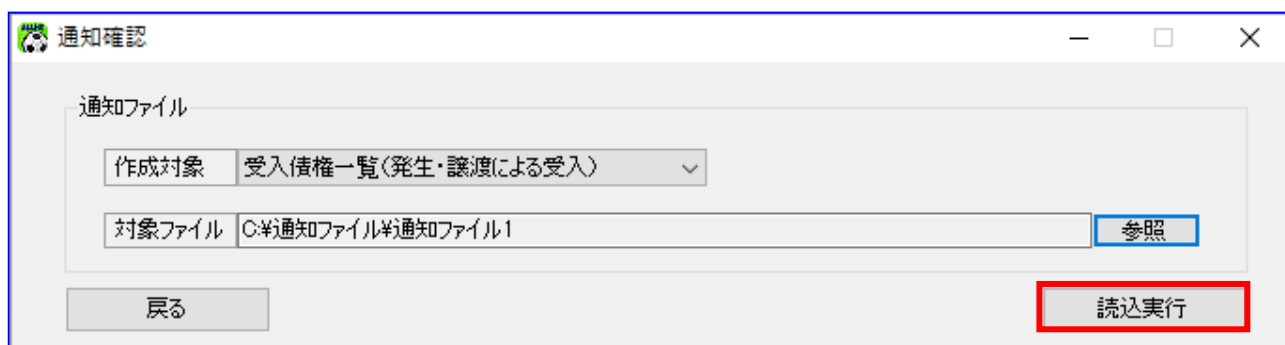 通知確認
通知ファイル
作成対象 受入債権一覧(発生・譲渡による受入)
対象ファイル C:¥通知ファイル¥通知ファイル1 参照
戻る 読込実行